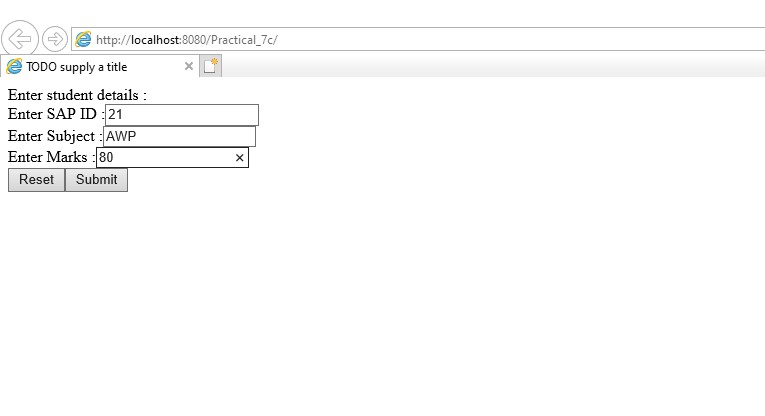 http://localhost:8080/Practical_7c/
TODO supply a title
Enter student details :
Enter SAP ID :21
Enter Subject :AWP
Enter Marks :80
Reset Submit